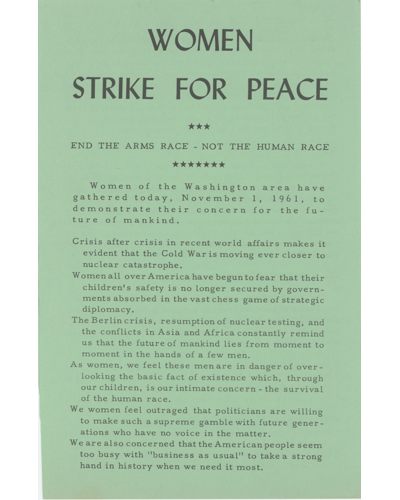 WOMEN
STRIKE FOR PEACE
★★★
END THE ARMS RACE - NOT THE HUMAN RACE
★★★★★★★
Women of the Washington area have
gathered today, November 1, 1961, to
demonstrate their concern for the fu-
ture of mankind.
Crisis after crisis in recent world affairs makes it
evident that the Cold War is moving ever closer to
nuclear catastrophe.
Women all over America have begun to fear that their
children's safety is no longer secured by govern-
ments absorbed in the vast chess game of strategic
diplomacy.
The Berlin crisis, resumption of nuclear testing, and
the conflicts in Asia and Africa constantly remind
us that the future of mankind lies from moment to
moment in the hands of a few men.
As women, we feel these men are in danger of over-
looking the basic fact of existence which, through
our children, is our intimate concern - the survival
of the human race.
We women feel outraged that politicians are willing
to make such a supreme gamble with future gener-
ations who have no voice in the matter.
We are also concerned that the American people seem
too busy with "business as usual" to take a strong
hand in history when we need it most.